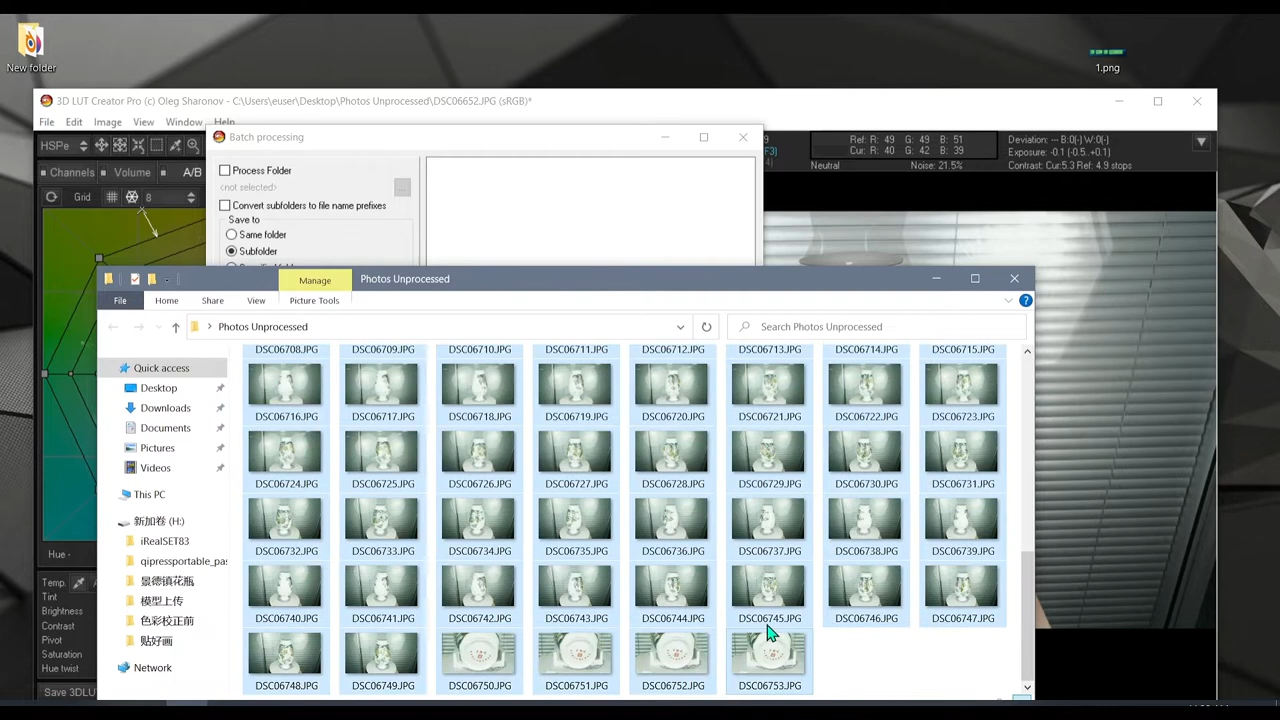 New folder
1.png
3D LUT Creator Pro (c) Oleg Sharonov - C:\Users\euser\Desktop\Photos Unprocessed\DSC06652.JPG (sRGB)*
File Edit Image View Window Help
HSPe
Channels Volume A/B
Grid 8
Batch processing
Process Folder
<not selected>
...
Convert subfolders to file name prefixes
Save to
Same folder
Subfolder
9
F3)
4)
Ref: R: 49 G: 49 B: 51
Cur: R: 40 G: 42 B: 39
Neutral Noise: 21.5%
Deviation: --- B:0(-) W:0(-)
Exposure: -0.1 (-0.5..+0.1)
Contrast: Cur:5.3 Ref: 4.9 stops
Manage Photos Unprocessed
File Home Share View Picture Tools
Photos Unprocessed
Search Photos Unprocessed
Quick access
Desktop
Downloads
Documents
Pictures
Videos
This PC
新加卷 (H:)
iRealSET83
qipressportable_pas
景德镇花瓶
模型上传
色彩校正前
贴好画
Network
DSC06708.JPG DSC06709.JPG DSC06710.JPG DSC06711.JPG DSC06712.JPG DSC06713.JPG DSC06714.JPG DSC06715.JPG
DSC06716.JPG DSC06717.JPG DSC06718.JPG DSC06719.JPG DSC06720.JPG DSC06721.JPG DSC06722.JPG DSC06723.JPG
DSC06724.JPG DSC06725.JPG DSC06726.JPG DSC06727.JPG DSC06728.JPG DSC06729.JPG DSC06730.JPG DSC06731.JPG
DSC06732.JPG DSC06733.JPG DSC06734.JPG DSC06735.JPG DSC06736.JPG DSC06737.JPG DSC06738.JPG DSC06739.JPG
DSC06740.JPG DSC06741.JPG DSC06742.JPG DSC06743.JPG DSC06744.JPG DSC06745.JPG DSC06746.JPG DSC06747.JPG
DSC06748.JPG DSC06749.JPG DSC06750.JPG DSC06751.JPG DSC06752.JPG DSC06753.JPG
Hue -
Temp.
Tint
Brightness
Contrast
Pivot
Saturation
Hue twist
Save 3DLU